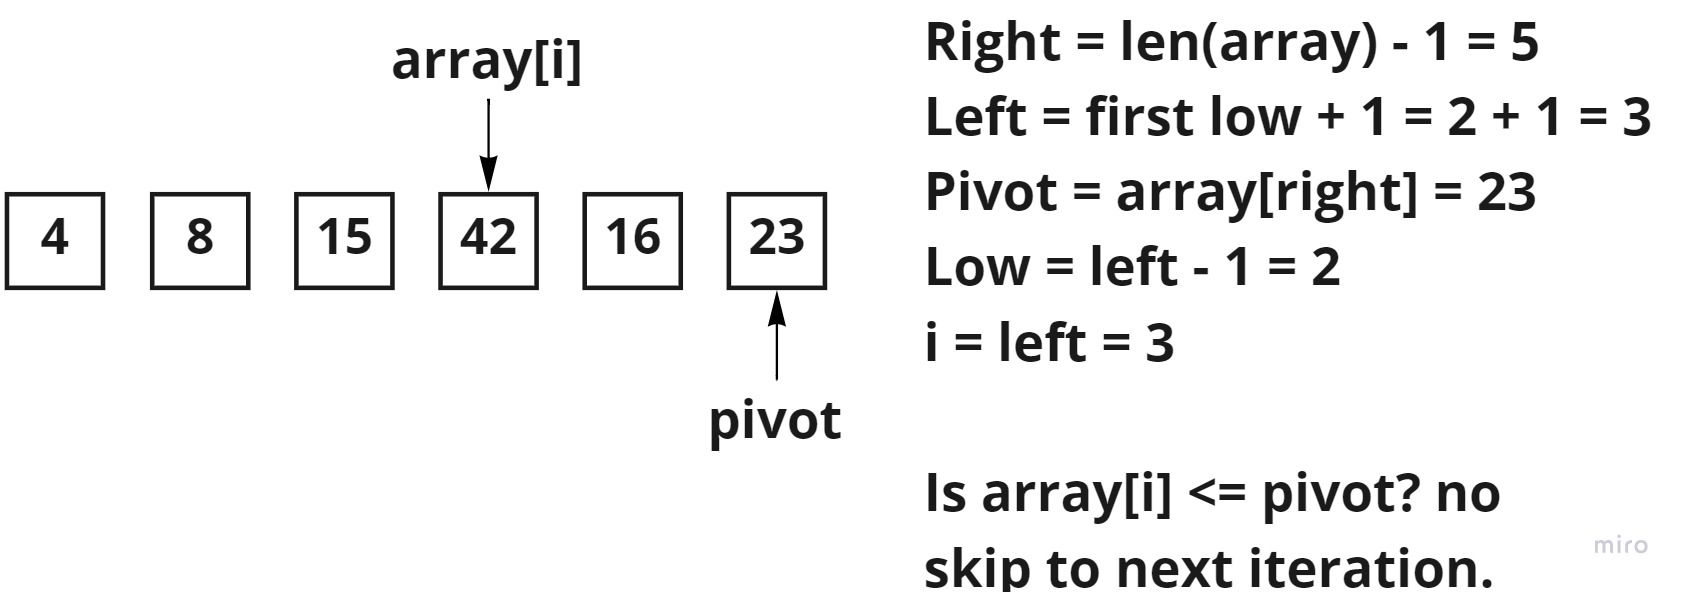 array[i]
4 8 15 42 16 23
pivot
Right = len(array) - 1 = 5
Left = first low + 1 = 2 + 1 = 3
Pivot = array[right] = 23
Low = left - 1 = 2
i = left = 3
Is array[i] <= pivot? no
skip to next iteration.
miro